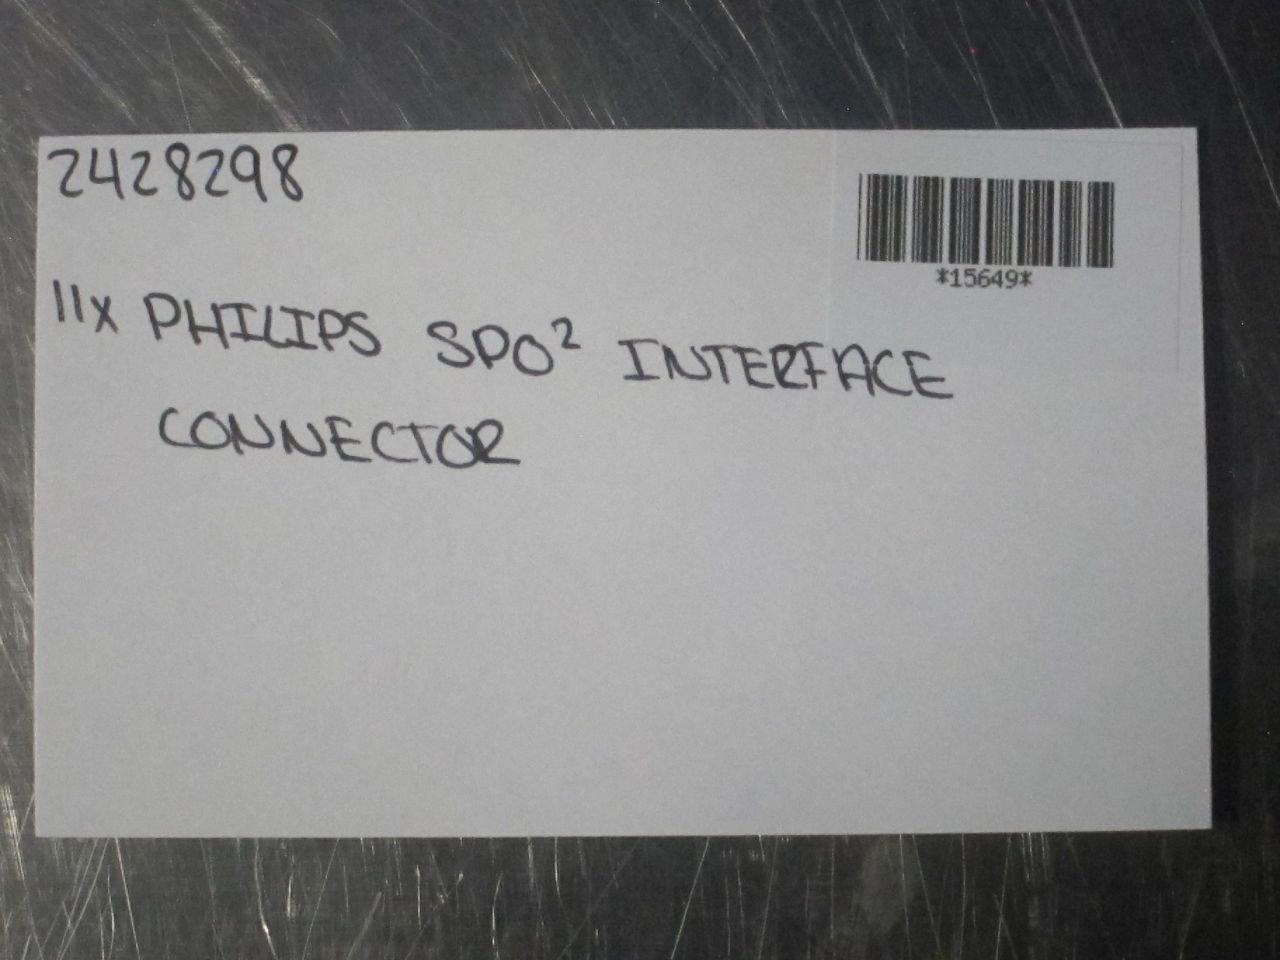 2428298
*15649*
11x PHILIPS SPO² INTERFACE
CONNECTOR